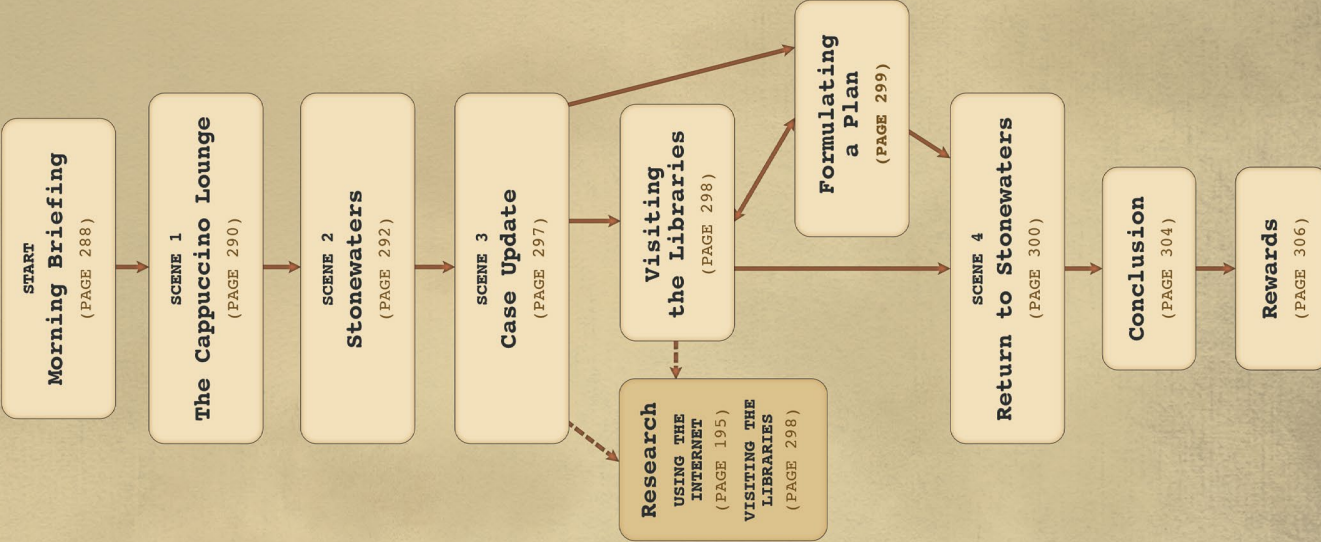 START
Morning Briefing
(PAGE 288)
SCENE 1
The Cappuccino Lounge
(PAGE 290)
SCENE 2
Stonewaters
(PAGE 292)
SCENE 3
Case Update
(PAGE 297)
Visiting
the Libraries
(PAGE 298)
Research
USING THE
INTERNET
(PAGE 195)
VISITING THE
LIBRARIES
(PAGE 298)
Formulating
a Plan
(PAGE 299)
SCENE 4
Return to Stonewaters
(PAGE 300)
Conclusion
(PAGE 304)
Rewards
(PAGE 306)